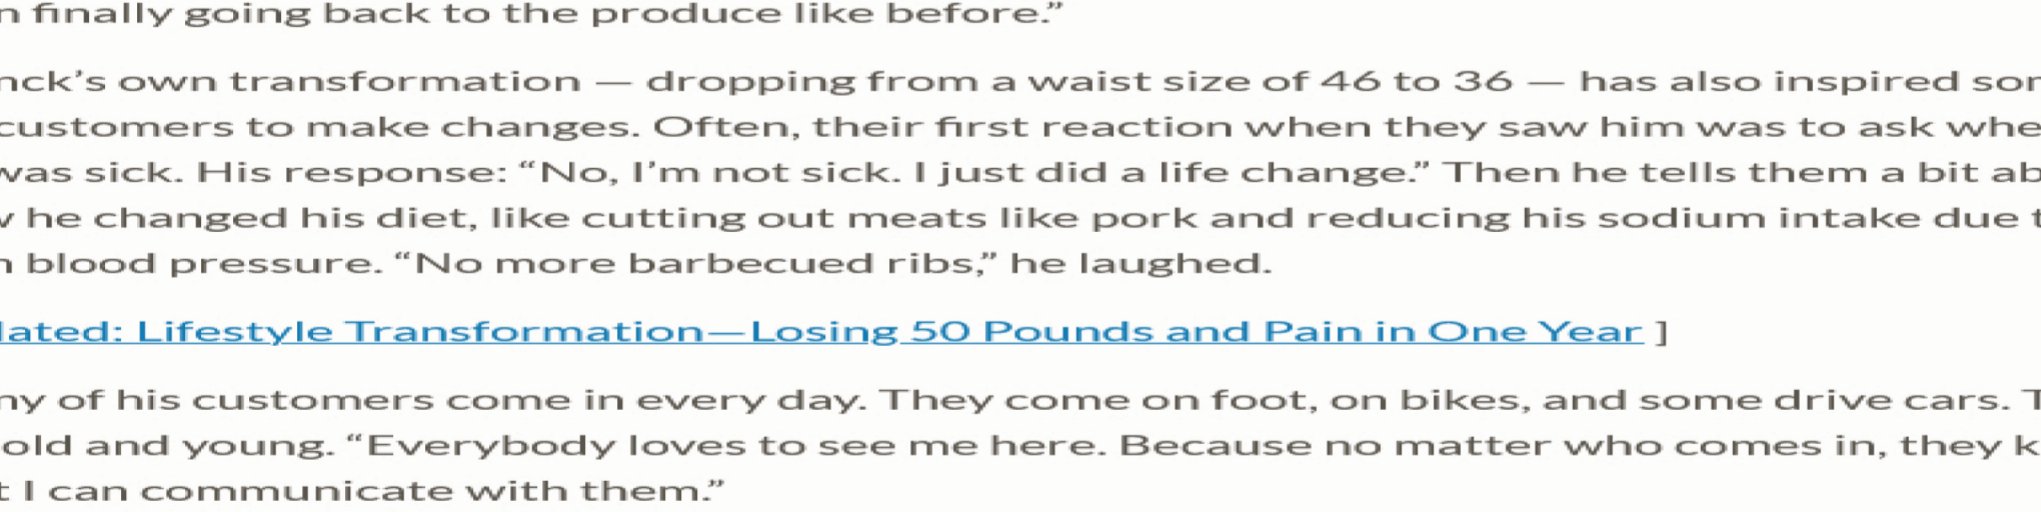 finally going back to the produce like before.”
nck’s own transformation — dropping from a waist size of 46 to 36 — has also inspired
customers to make changes. Often, their first reaction when they saw him was to ask
was sick. His response: “No, I’m not sick. I just did a life change.” Then he tells them a bit
he changed his diet, like cutting out meats like pork and reducing his sodium intake due
blood pressure. “No more barbecued ribs,” he laughed.
lated: Lifestyle Transformation—Losing 50 Pounds and Pain in One Year ]
ny of his customers come in every day. They come on foot, on bikes, and some drive cars.
old and young. “Everybody loves to see me here. Because no matter who comes in, they
I can communicate with them.”